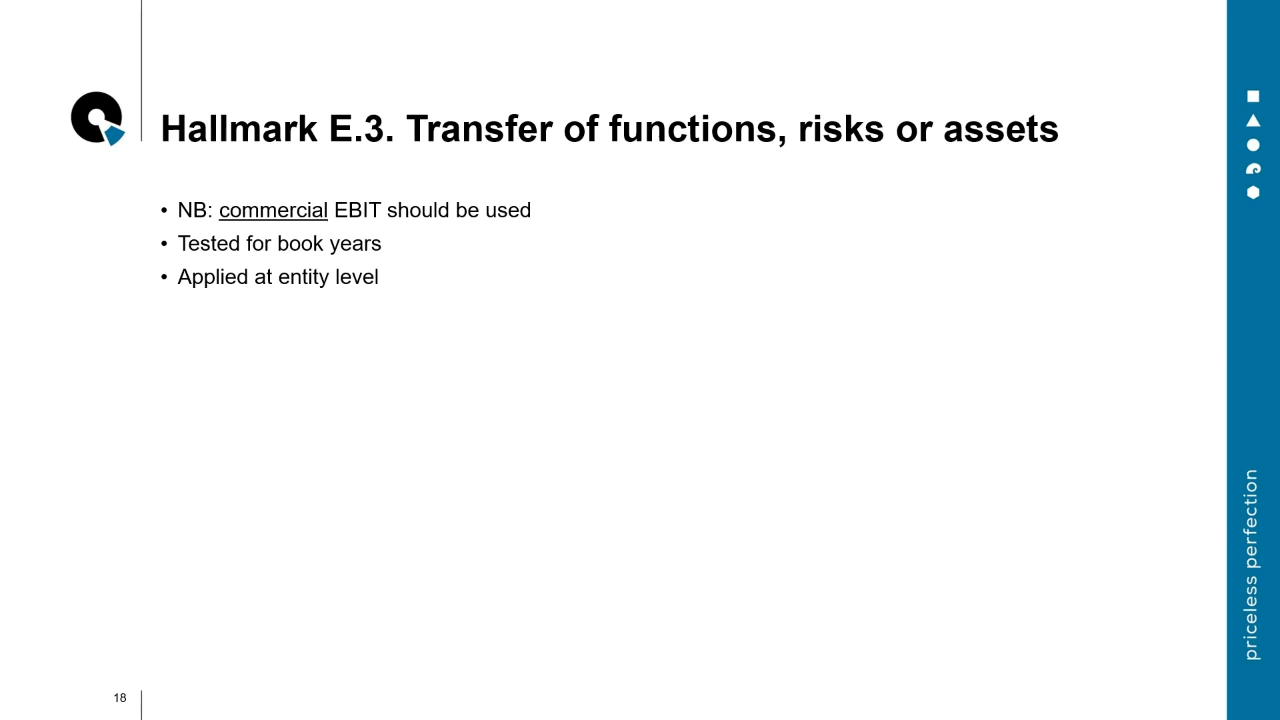 Hallmark E.3. Transfer of functions, risks or assets
• NB: commercial EBIT should be used
• Tested for book years
• Applied at entity level
priceless perfection
18